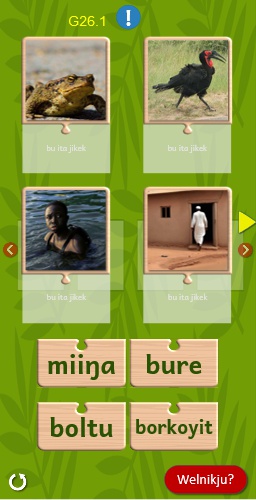 G26.1
!
bu ita jikek
bu ita jikek
bu ita jikek
bu ita jikek
miiŋa
bure
boltu
borkoyit
Welnikju?